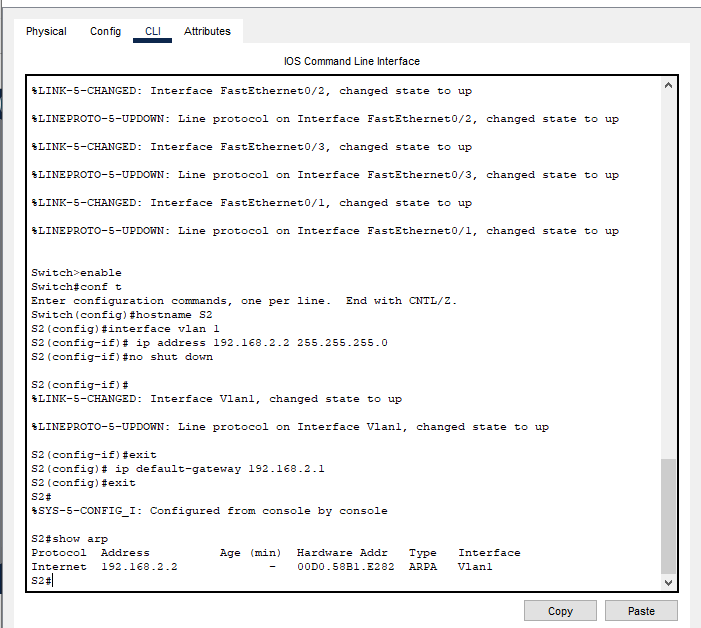 Physical Config CLI Attributes
IOS Command Line Interface
%LINK-5-CHANGED: Interface FastEthernet0/2, changed state to up
%LINEPROTO-5-UPDOWN: Line protocol on Interface FastEthernet0/2, changed state to up
%LINK-5-CHANGED: Interface FastEthernet0/3, changed state to up
%LINEPROTO-5-UPDOWN: Line protocol on Interface FastEthernet0/3, changed state to up
%LINK-5-CHANGED: Interface FastEthernet0/1, changed state to up
%LINEPROTO-5-UPDOWN: Line protocol on Interface FastEthernet0/1, changed state to up
Switch>enable
Switch#conf t
Enter configuration commands, one per line.  End with CNTL/Z.
Switch(config)#hostname S2
S2(config)#interface vlan 1
S2(config-if)# ip address 192.168.2.2 255.255.255.0
S2(config-if)#no shut down
S2(config-if)#
%LINK-5-CHANGED: Interface Vlan1, changed state to up
%LINEPROTO-5-UPDOWN: Line protocol on Interface Vlan1, changed state to up
S2(config-if)#exit
S2(config)# ip default-gateway 192.168.2.1
S2(config)#exit
S2#
%SYS-5-CONFIG_I: Configured from console by console
S2#show arp
Protocol  Address          Age (min)  Hardware Addr   Type   Interface
Internet  192.168.2.2             -   00D0.58B1.E282  ARPA   Vlan1
S2#
Copy Paste